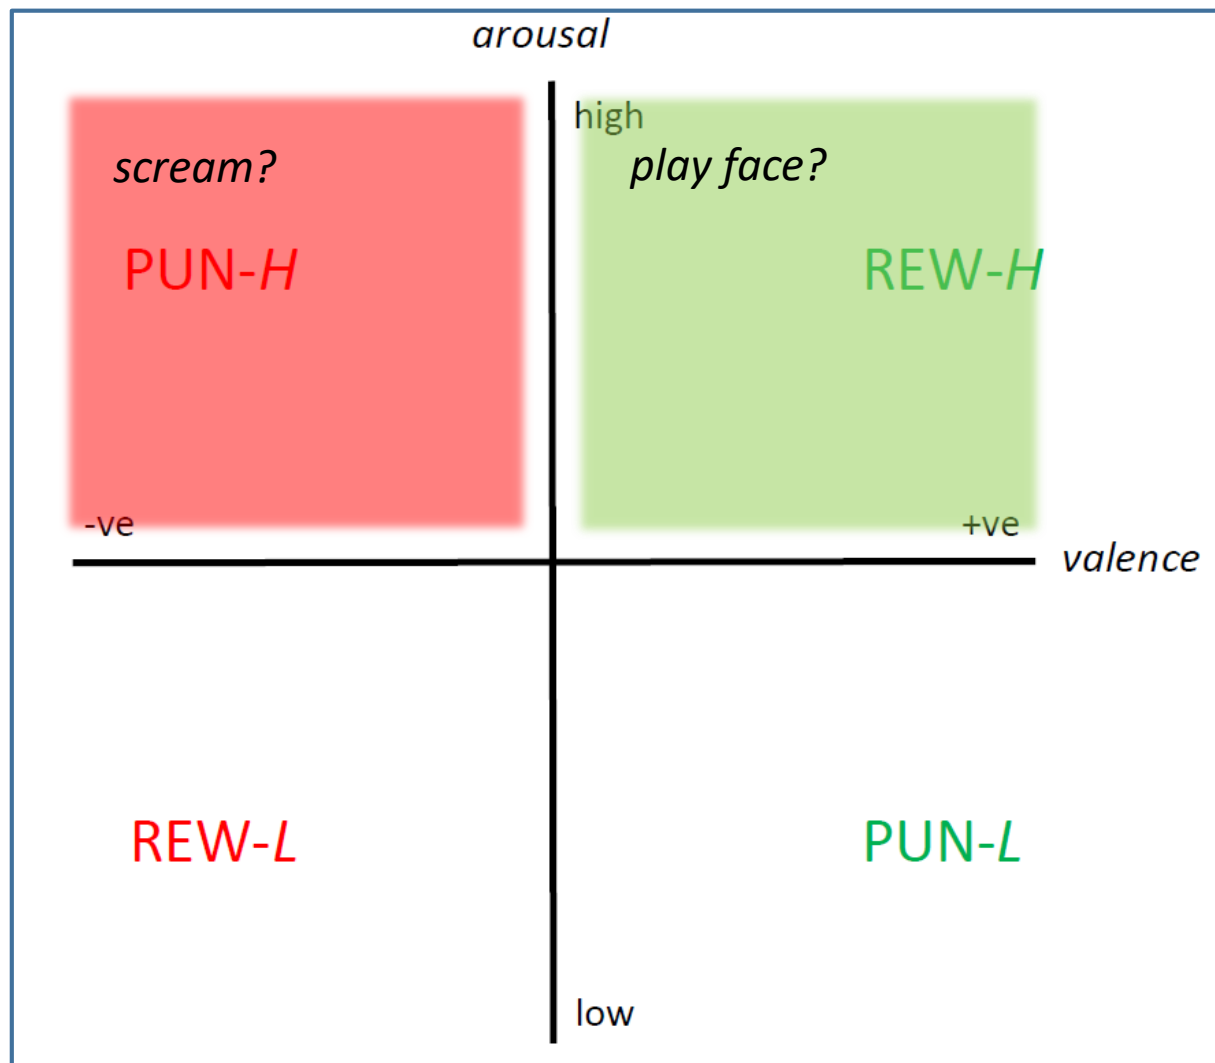 arousal
high
scream?
play face?
PUN-H
REW-H
-ve
+ve
valence
REW-L
PUN-L
low